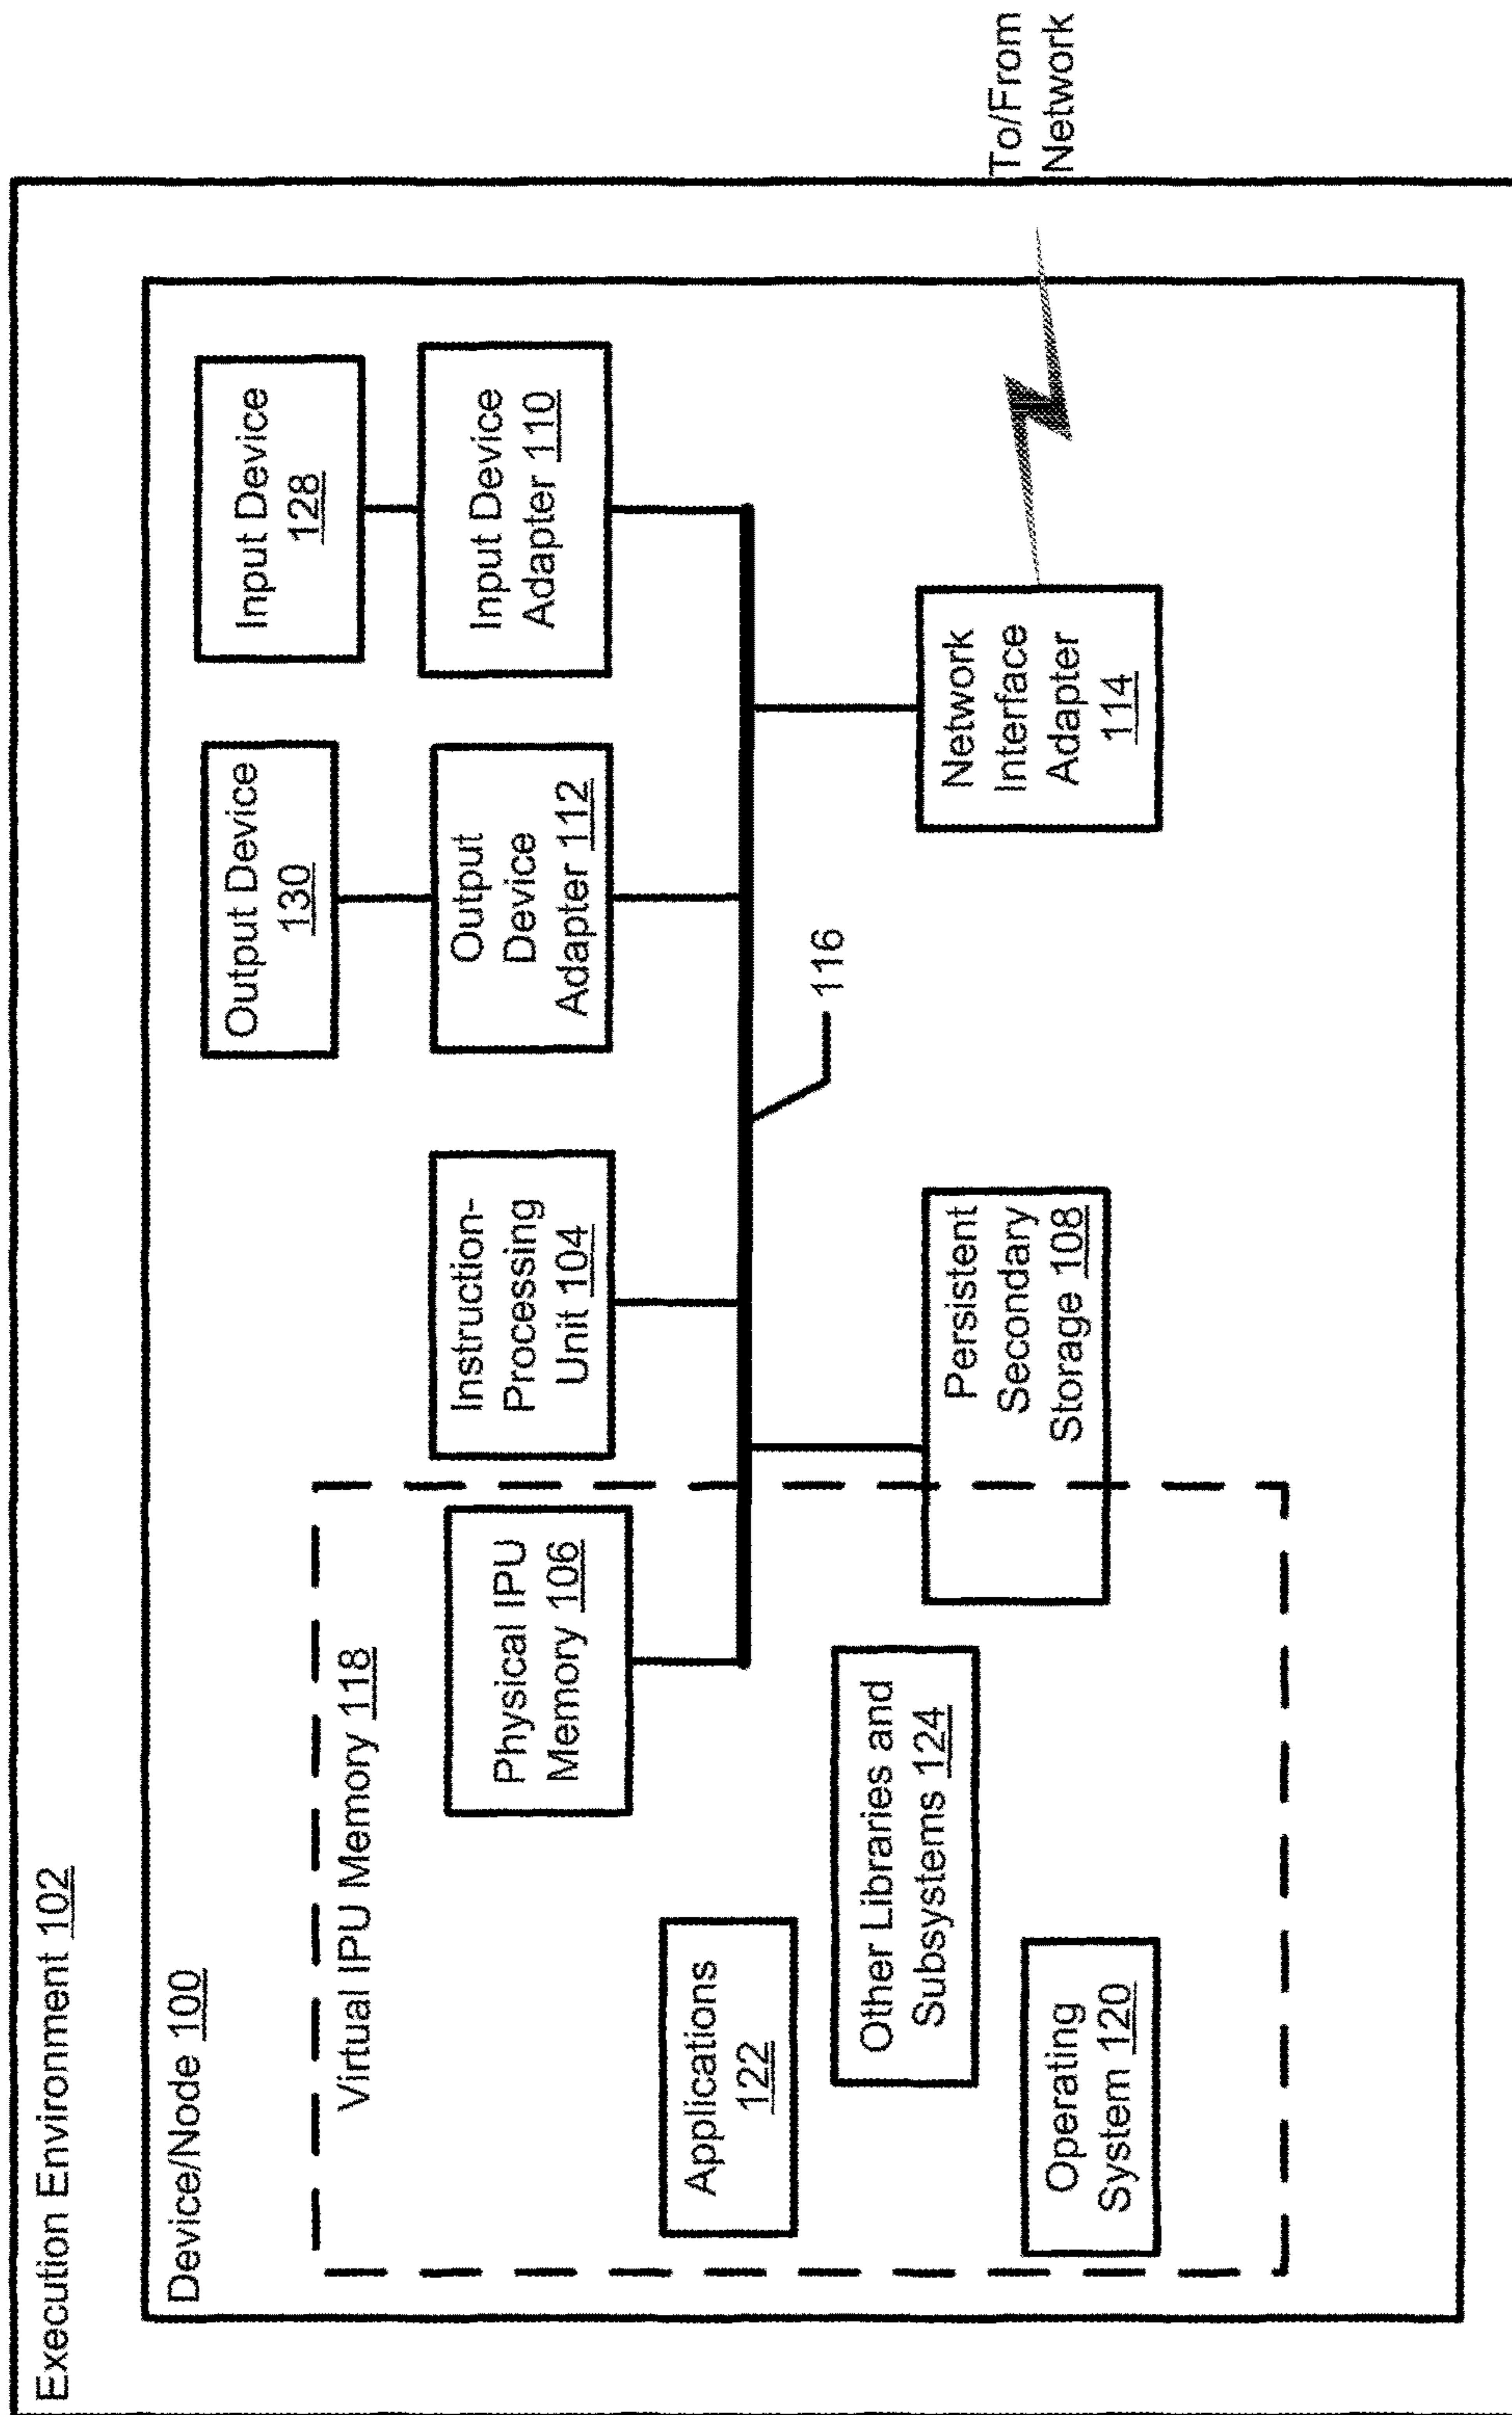 Execution Environment 102
Device/Node 100
Virtual IPU Memory 118
Physical IPU
Memory 106
Instruction-
Processing
Unit 104
Output Device
130
Output
Device
Adapter 112
Input Device
128
Input Device
Adapter 110
116
Applications
122
Other Libraries and
Subsystems 124
Operating
System 120
Persistent
Secondary
Storage 108
Network
Interface
Adapter
114
To/From
Network